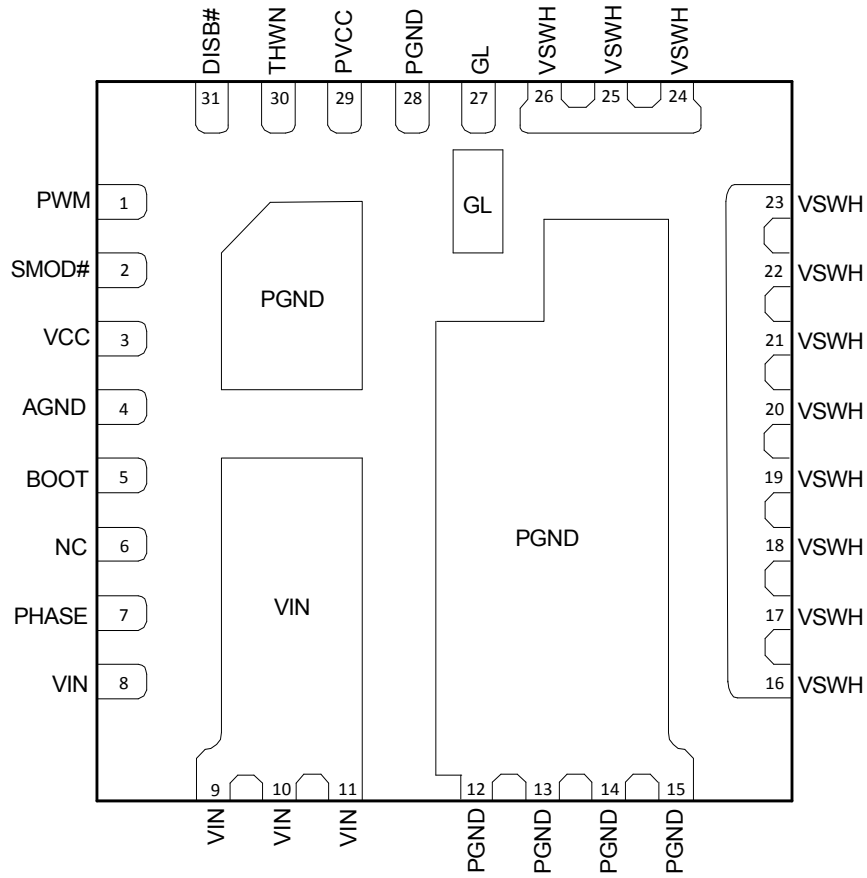 DISB# THWN PVCC PGND GL VSWH VSWH VSWH
31 30 29 28 27 26 25 24
PWM 1
GL
23 VSWH
SMOD# 2
22 VSWH
PGND
VCC 3
21 VSWH
AGND 4
20 VSWH
BOOT 5
19 VSWH
NC 6
PGND
18 VSWH
VIN
PHASE 7
17 VSWH
VIN 8
16 VSWH
9 10 11 12 13 14 15
VIN VIN VIN PGND PGND PGND PGND